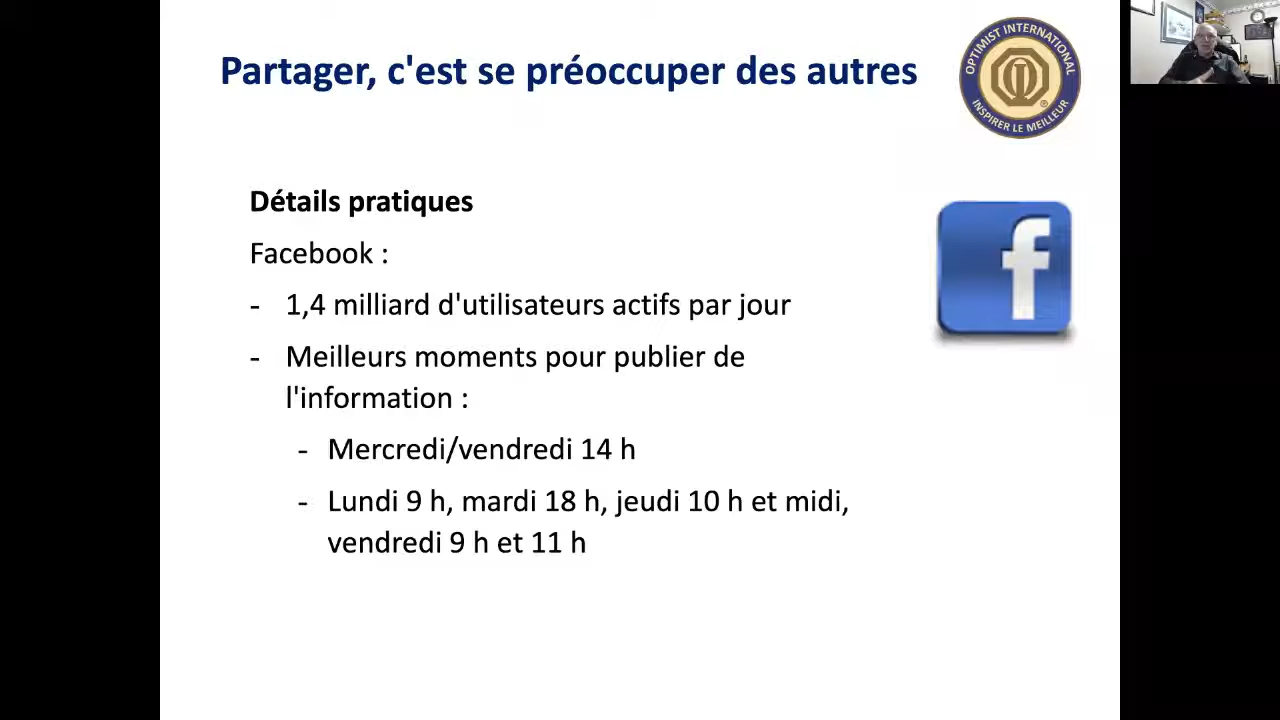 Partager, c'est se préoccuper des autres
OPTIMIST INTERNATIONAL
INSPIRER LE MEILLEUR
®
Détails pratiques
Facebook :
- 1,4 milliard d'utilisateurs actifs par jour
- Meilleurs moments pour publier de
l'information :
- Mercredi/vendredi 14 h
- Lundi 9 h, mardi 18 h, jeudi 10 h et midi,
vendredi 9 h et 11 h
f